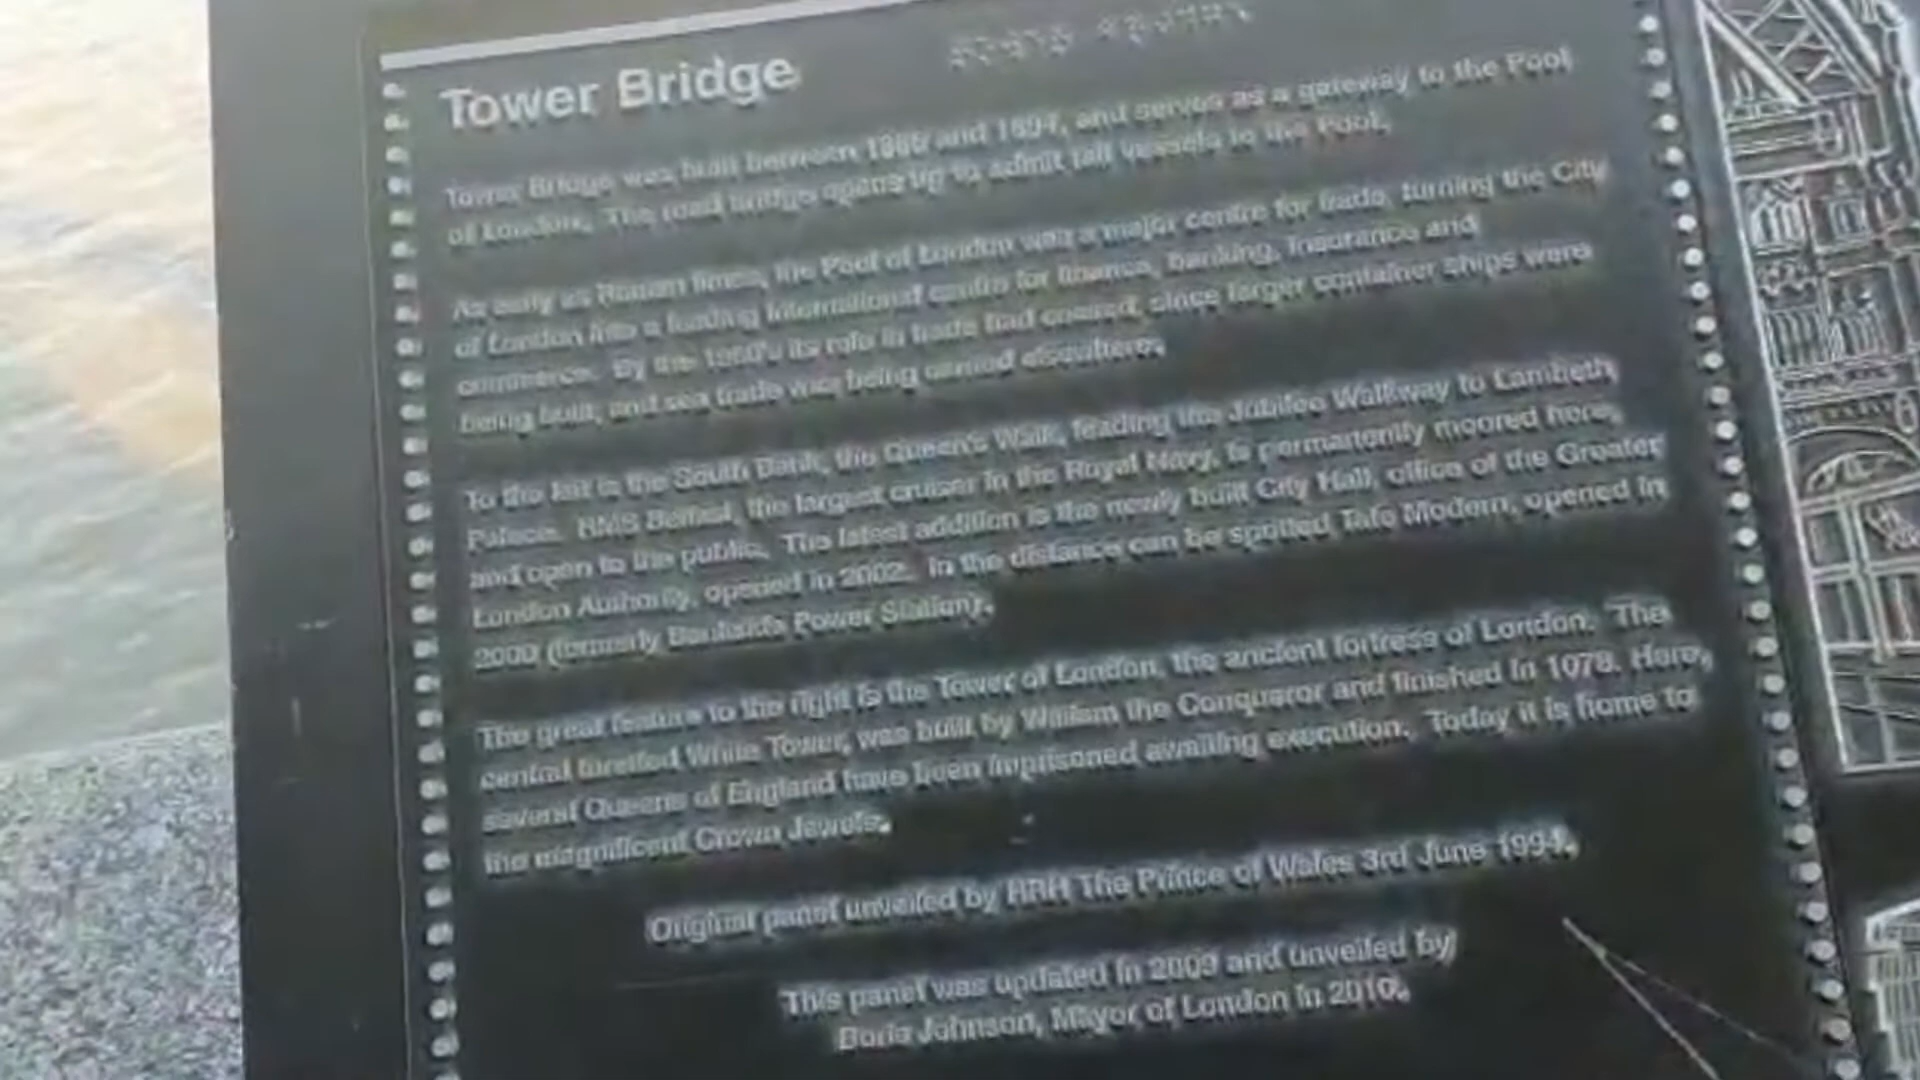 Tower Bridge
Tower Bridge was built between 1886 and 1894, and serves as a gateway to the Pool
of London. The road bridge opens up to admit tall vessels to the Pool.
As early as Roman times, the Pool of London was a major centre for trade, turning the City
of London into a leading international centre for finance, banking, insurance and
commerce. By the 1960's its role in trade had ceased, since larger container ships were
being built, and sea trade was being carried elsewhere.
To the left is the South Bank, the Queen's Walk, leading the Jubilee Walkway to Lambeth
Palace. HMS Belfast, the largest cruiser in the Royal Navy, is permanently moored here,
and open to the public. The latest addition is the newly built City Hall, office of the Greater
London Authority, opened in 2002. In the distance can be spotted Tate Modern, opened in
2000 (formerly Bankside Power Station).
The great feature to the right is the Tower of London, the ancient fortress of London. The
central turreted White Tower, was built by William the Conqueror and finished in 1078. Here,
several Queens of England have been imprisoned awaiting execution. Today it is home to
the magnificent Crown Jewels.
Original panel unveiled by HRH The Prince of Wales 3rd June 1994.
This panel was updated in 2009 and unveiled by
Boris Johnson, Mayor of London in 2010.